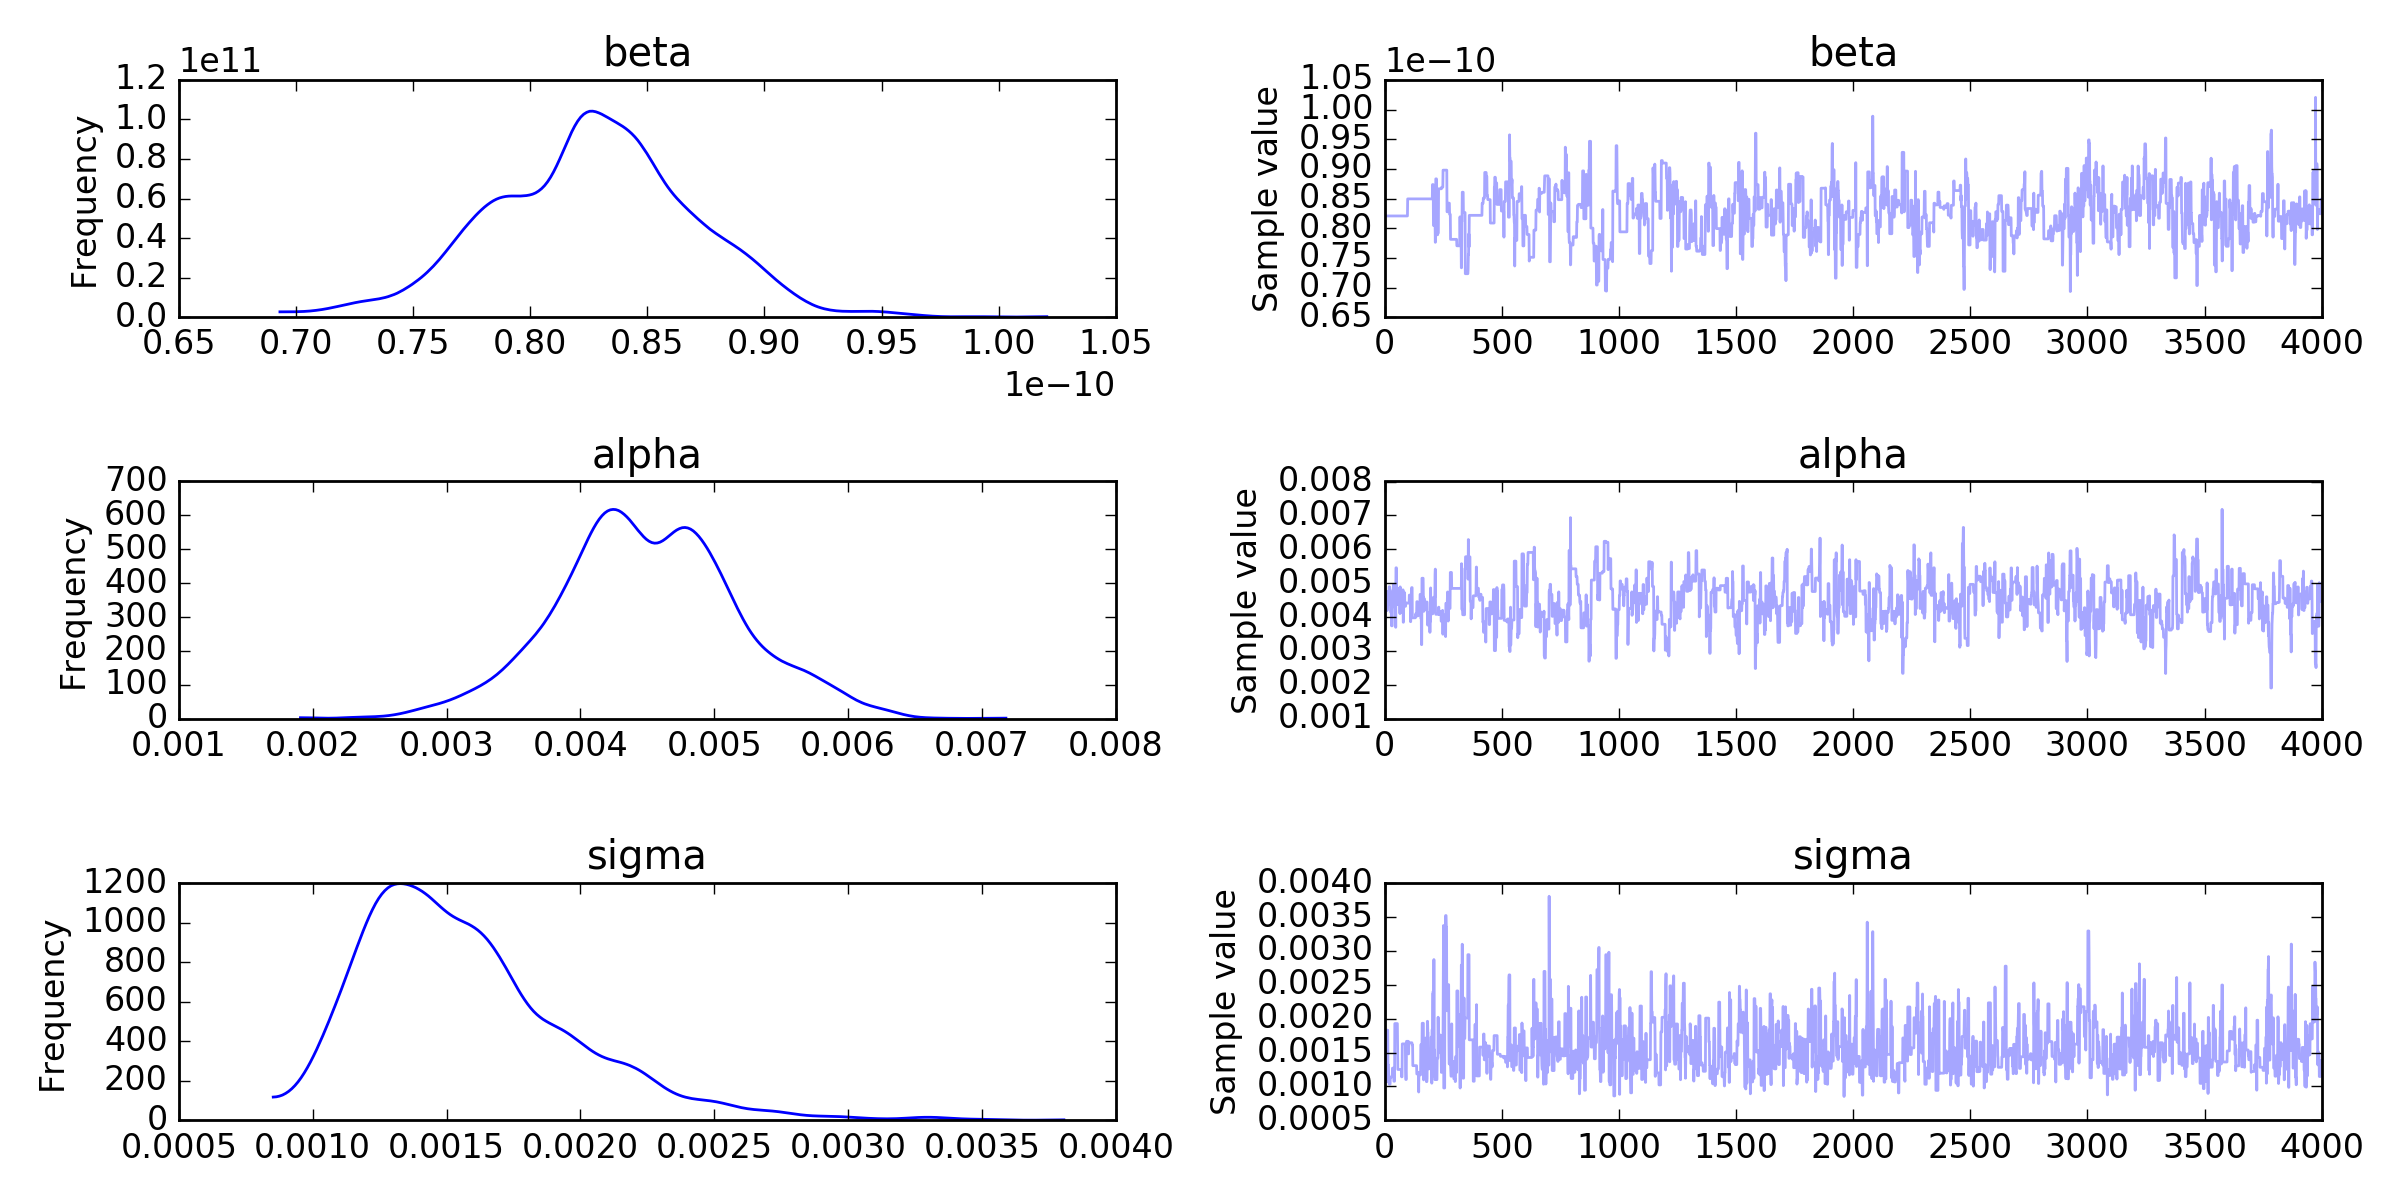 beta
1e11
Frequency
1.2
1.0
0.8
0.6
0.4
0.2
0.0
0.65 0.70 0.75 0.80 0.85 0.90 0.95 1.00 1.05
1e−10
beta
1e−10
Sample value
1.05
1.00
0.95
0.90
0.85
0.80
0.75
0.70
0.65
0 500 1000 1500 2000 2500 3000 3500 4000
alpha
Frequency
700
600
500
400
300
200
100
0
0.001 0.002 0.003 0.004 0.005 0.006 0.007 0.008
alpha
Sample value
0.008
0.007
0.006
0.005
0.004
0.003
0.002
0.001
0 500 1000 1500 2000 2500 3000 3500 4000
sigma
Frequency
1200
1000
800
600
400
200
0
0.0005 0.0010 0.0015 0.0020 0.0025 0.0030 0.0035 0.0040
sigma
Sample value
0.0040
0.0035
0.0030
0.0025
0.0020
0.0015
0.0010
0.0005
0 500 1000 1500 2000 2500 3000 3500 4000